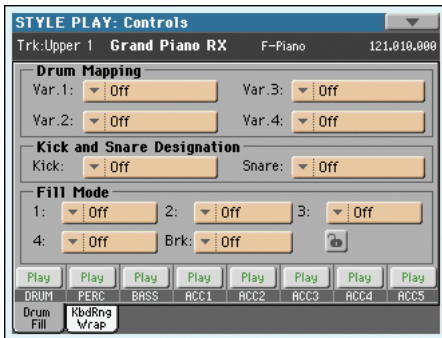 STYLE PLAY: Controls
Trk:Upper 1 Grand Piano RX F-Piano 121.010.000
Drum Mapping
Var.1: Off Var.3: Off
Var.2: Off Var.4: Off
Kick and Snare Designation
Kick: Off Snare: Off
Fill Mode
1: Off 2: Off 3: Off
4: Off Brk: Off
Play Play Play Play Play Play Play Play
DRUM PERC BASS ACC1 ACC2 ACC3 ACC4 ACC5
Drum KbdRng
Fill Wrap